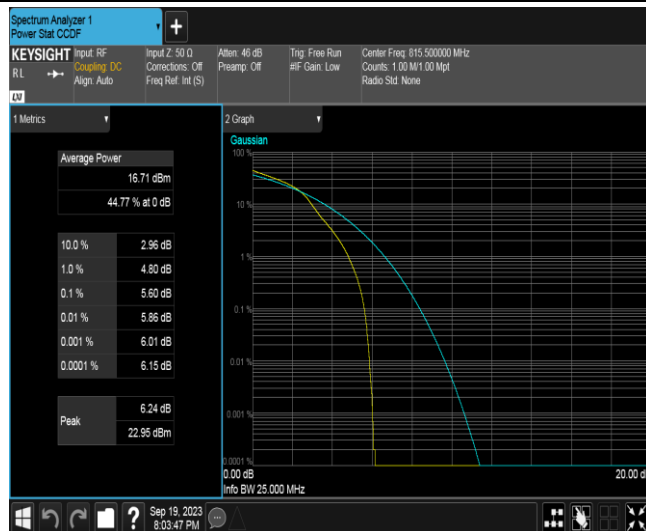 Spectrum Analyzer 1
Power Stat CCDF
+
KEYSIGHT
RL
LXI
Input: RF
Coupling: DC
Align: Auto
Input Z: 50 Ω
Corrections: Off
Freq Ref: Int (S)
Atten: 46 dB
Preamp: Off
Trig: Free Run
#IF Gain: Low
Center Freq: 815.500000 MHz
Counts: 1.00 M/1.00 Mpt
Radio Std: None
1 Metrics
Average Power
16.71 dBm
44.77 % at 0 dB
10.0 % 2.96 dB
1.0 % 4.80 dB
0.1 % 5.60 dB
0.01 % 5.86 dB
0.001 % 6.01 dB
0.0001 % 6.15 dB
Peak
6.24 dB
22.95 dBm
2 Graph
Gaussian
100 %
10 %
1 %
0.1 %
0.01 %
0.001 %
0.0001 %
0.00 dB
20.00 d
Info BW 25.000 MHz
?
Sep 19, 2023
8:03:47 PM